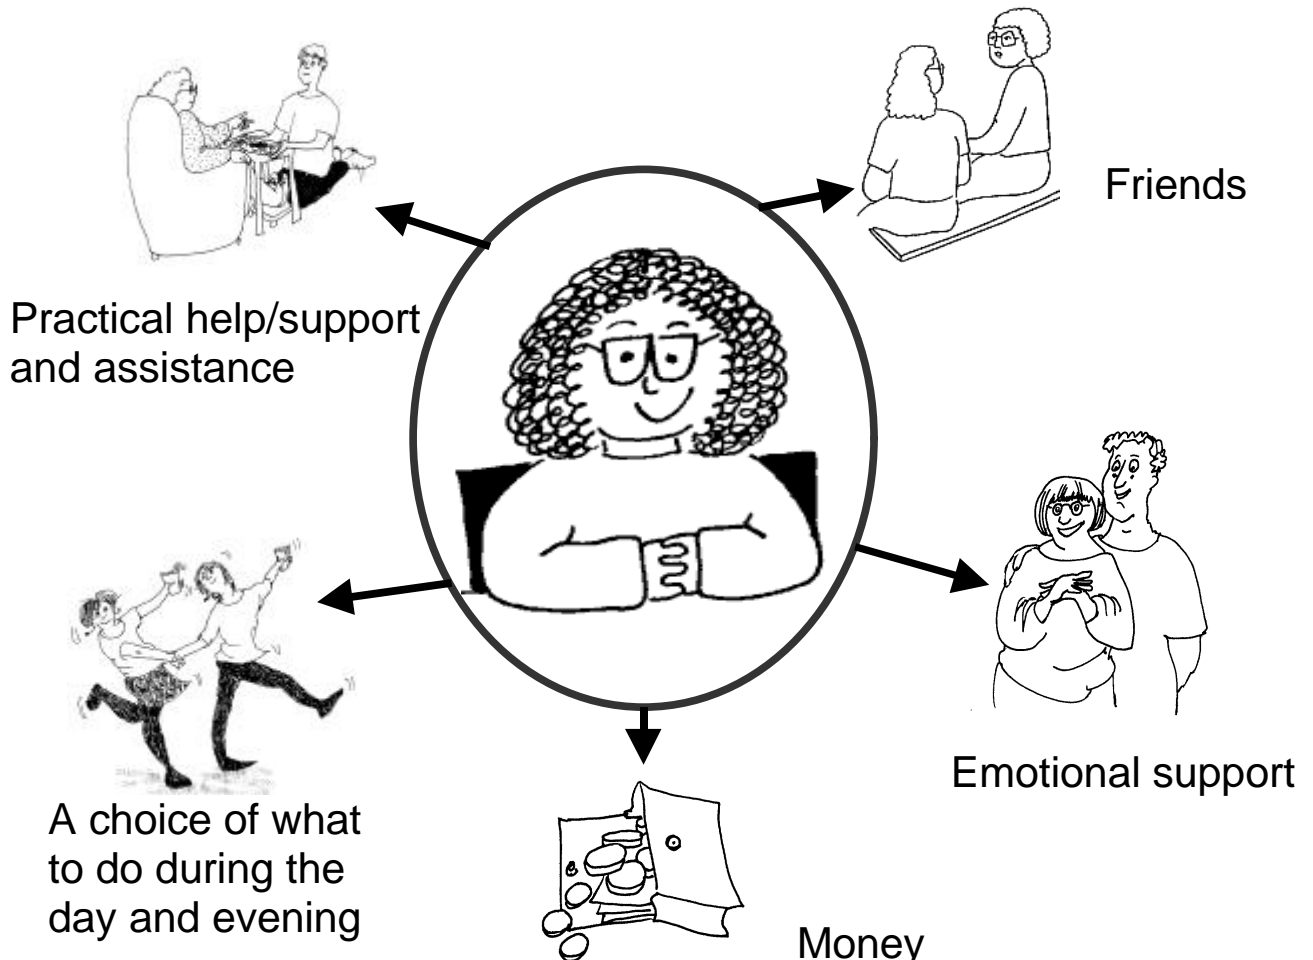 Friends
Practical help/support
and assistance
Emotional support
A choice of what
to do during the
day and evening
Money